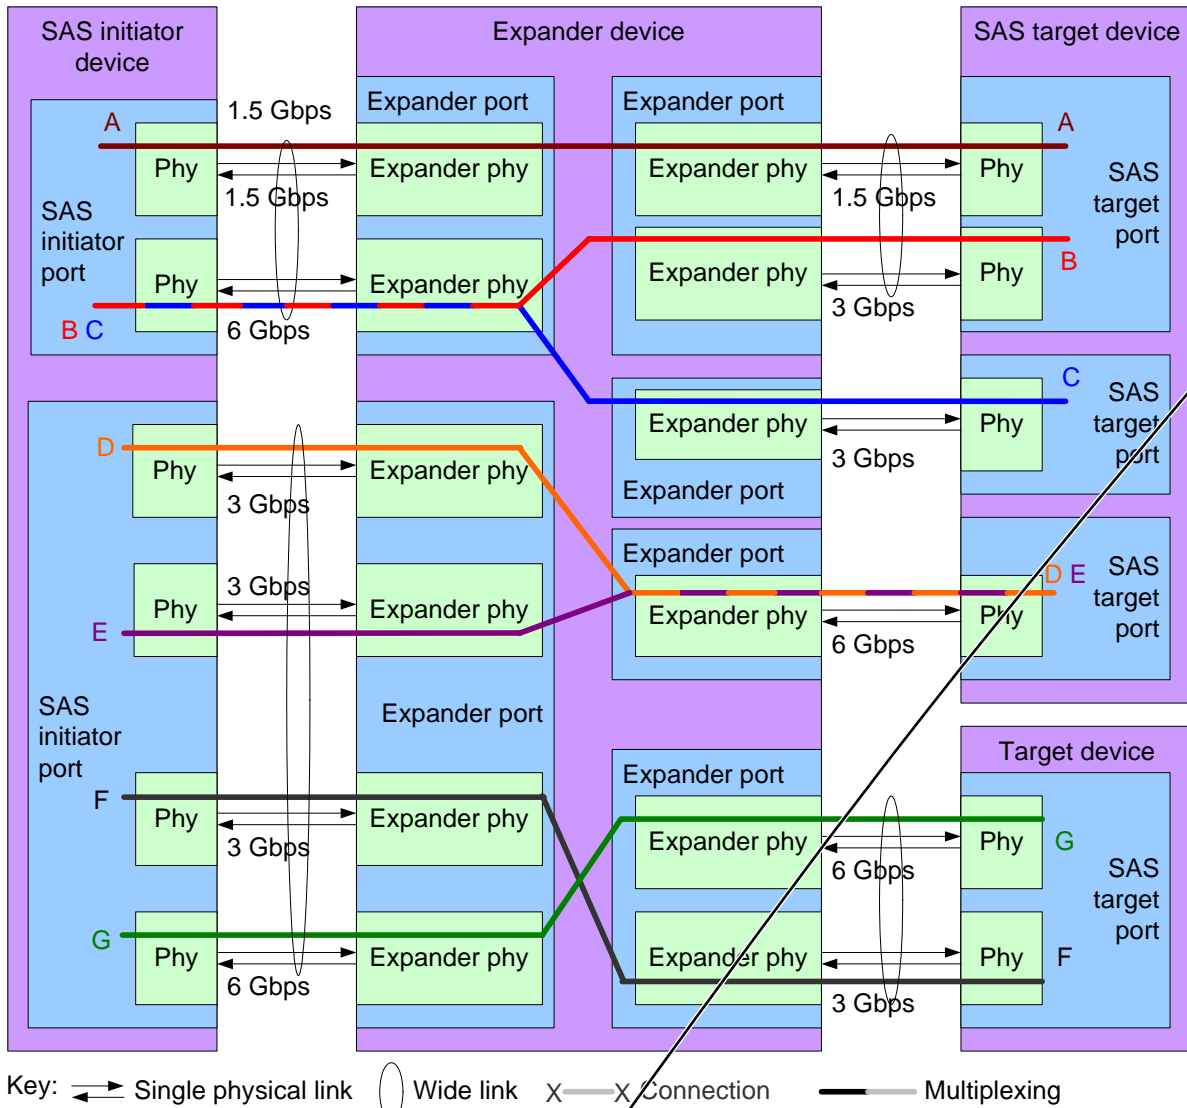 SAS initiator
device
Expander device
SAS target device
1.5 Gbps
Expander port
Expander port
A
A
Phy
Expander phy
Expander phy
Phy
1.5 Gbps
1.5 Gbps
SAS
initiator
port
SAS
target
port
Phy
Expander phy
Expander phy
Phy
B
B C
6 Gbps
3 Gbps
C
D
Phy
Expander phy
Expander phy
Phy
SAS
target
port
3 Gbps
3 Gbps
Phy
Expander phy
Expander port
Expander port
D E
3 Gbps
E
Phy
Expander phy
Expander phy
Phy
SAS
target
port
6 Gbps
SAS
initiator
port
Expander port
Target device
Expander port
F
Phy
Expander phy
Expander phy
Phy
G
3 Gbps
6 Gbps
SAS
target
port
G
Phy
Expander phy
Expander phy
Phy
F
6 Gbps
3 Gbps
Key:
Single physical link
Wide link
X X Connection
Multiplexing